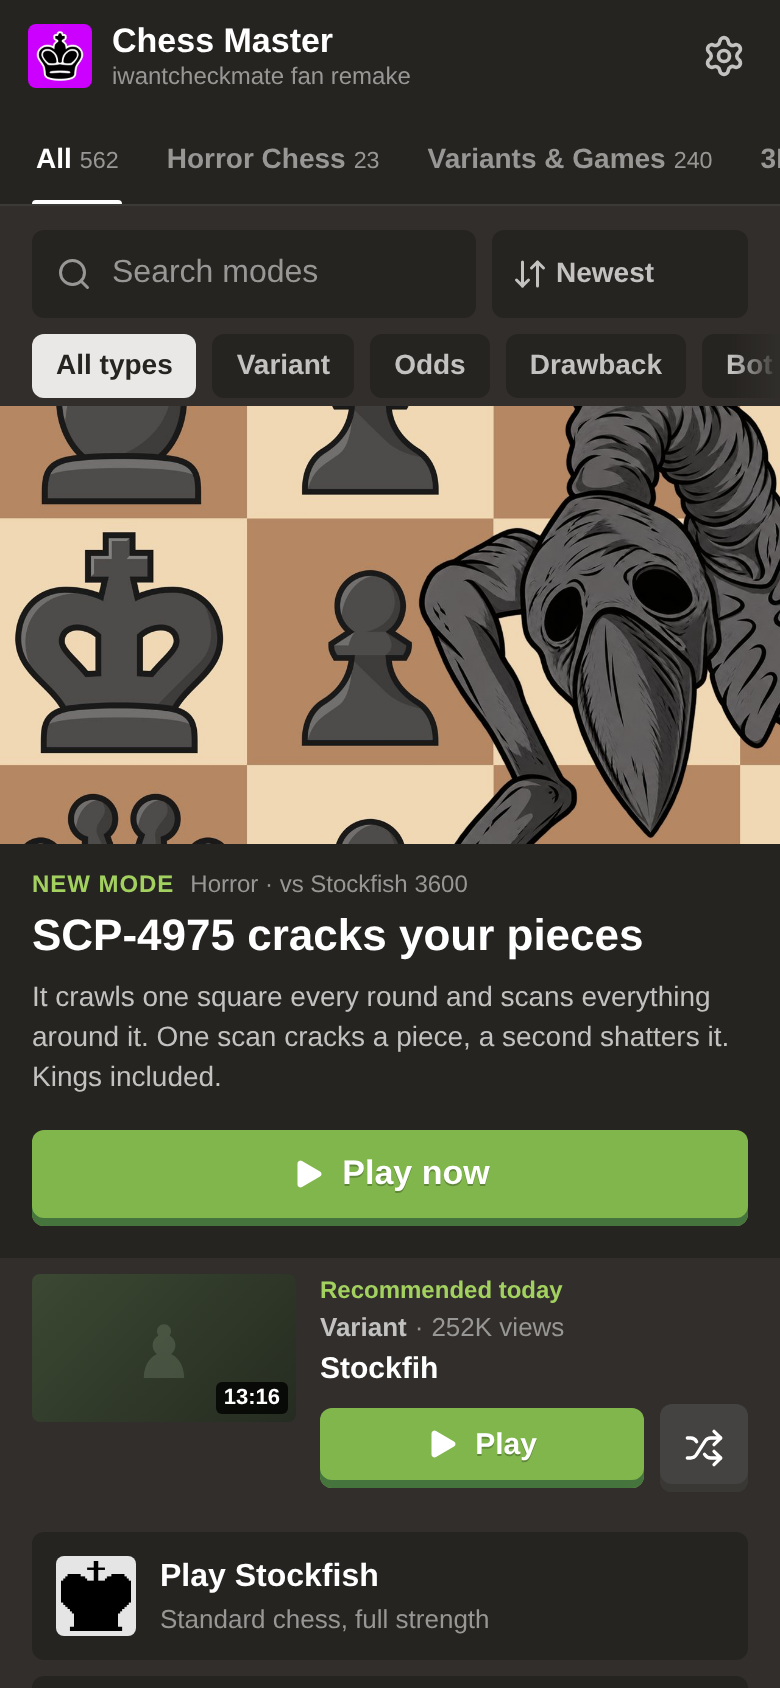 Chess Master
iwantcheckmate fan remake
All 562 Horror Chess 23 Variants & Games 240
Search modes
Newest
All types Variant Odds Drawback Bot
NEW MODE Horror · vs Stockfish 3600
SCP-4975 cracks your pieces
It crawls one square every round and scans everything
around it. One scan cracks a piece, a second shatters it.
Kings included.
Play now
13:16
Recommended today
Variant · 252K views
Stockfih
Play
Play Stockfish
Standard chess, full strength